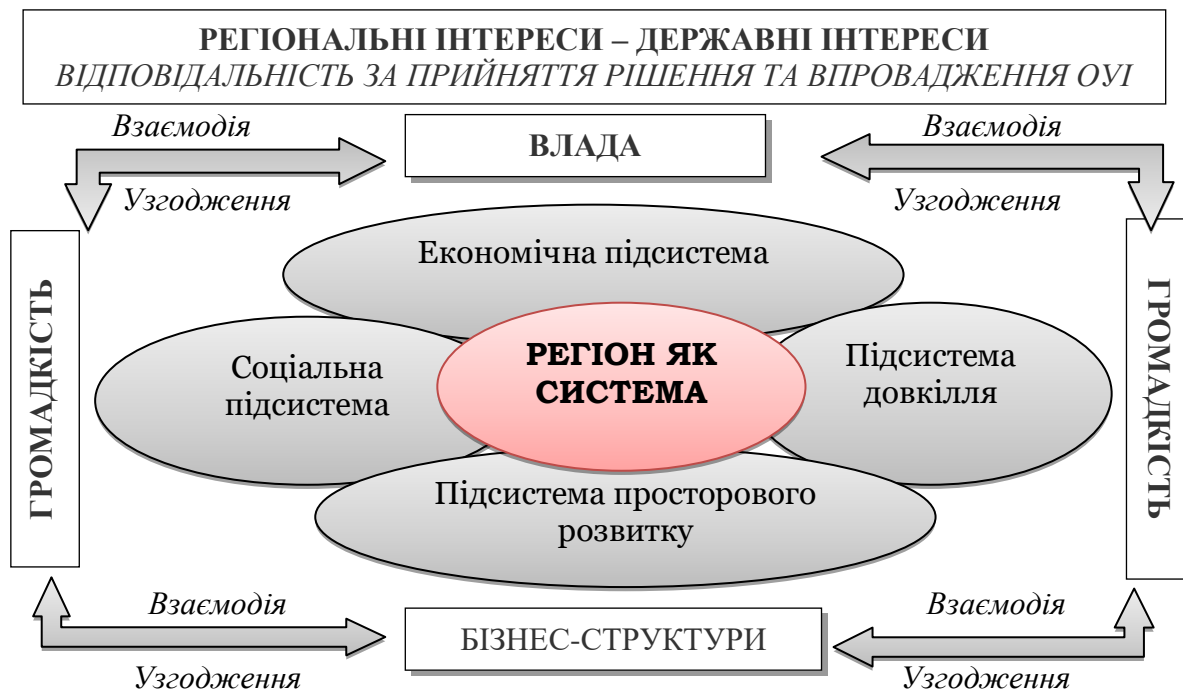 РЕГІОНАЛЬНІ ІНТЕРЕСИ – ДЕРЖАВНІ ІНТЕРЕСИ
ВІДПОВІДАЛЬНІСТЬ ЗА ПРИЙНЯТТЯ РІШЕННЯ ТА ВПРОВАДЖЕННЯ ОУІ
Взаємодія
ВЛАДА
Взаємодія
Узгодження
Узгодження
ГРОМАДКІСТЬ
Економічна підсистема
ГРОМАДКІСТЬ
Соціальна
підсистема
РЕГІОН ЯК
СИСТЕМА
Підсистема
довкілля
Підсистема просторового
розвитку
Взаємодія
БІЗНЕС-СТРУКТУРИ
Взаємодія
Узгодження
Узгодження